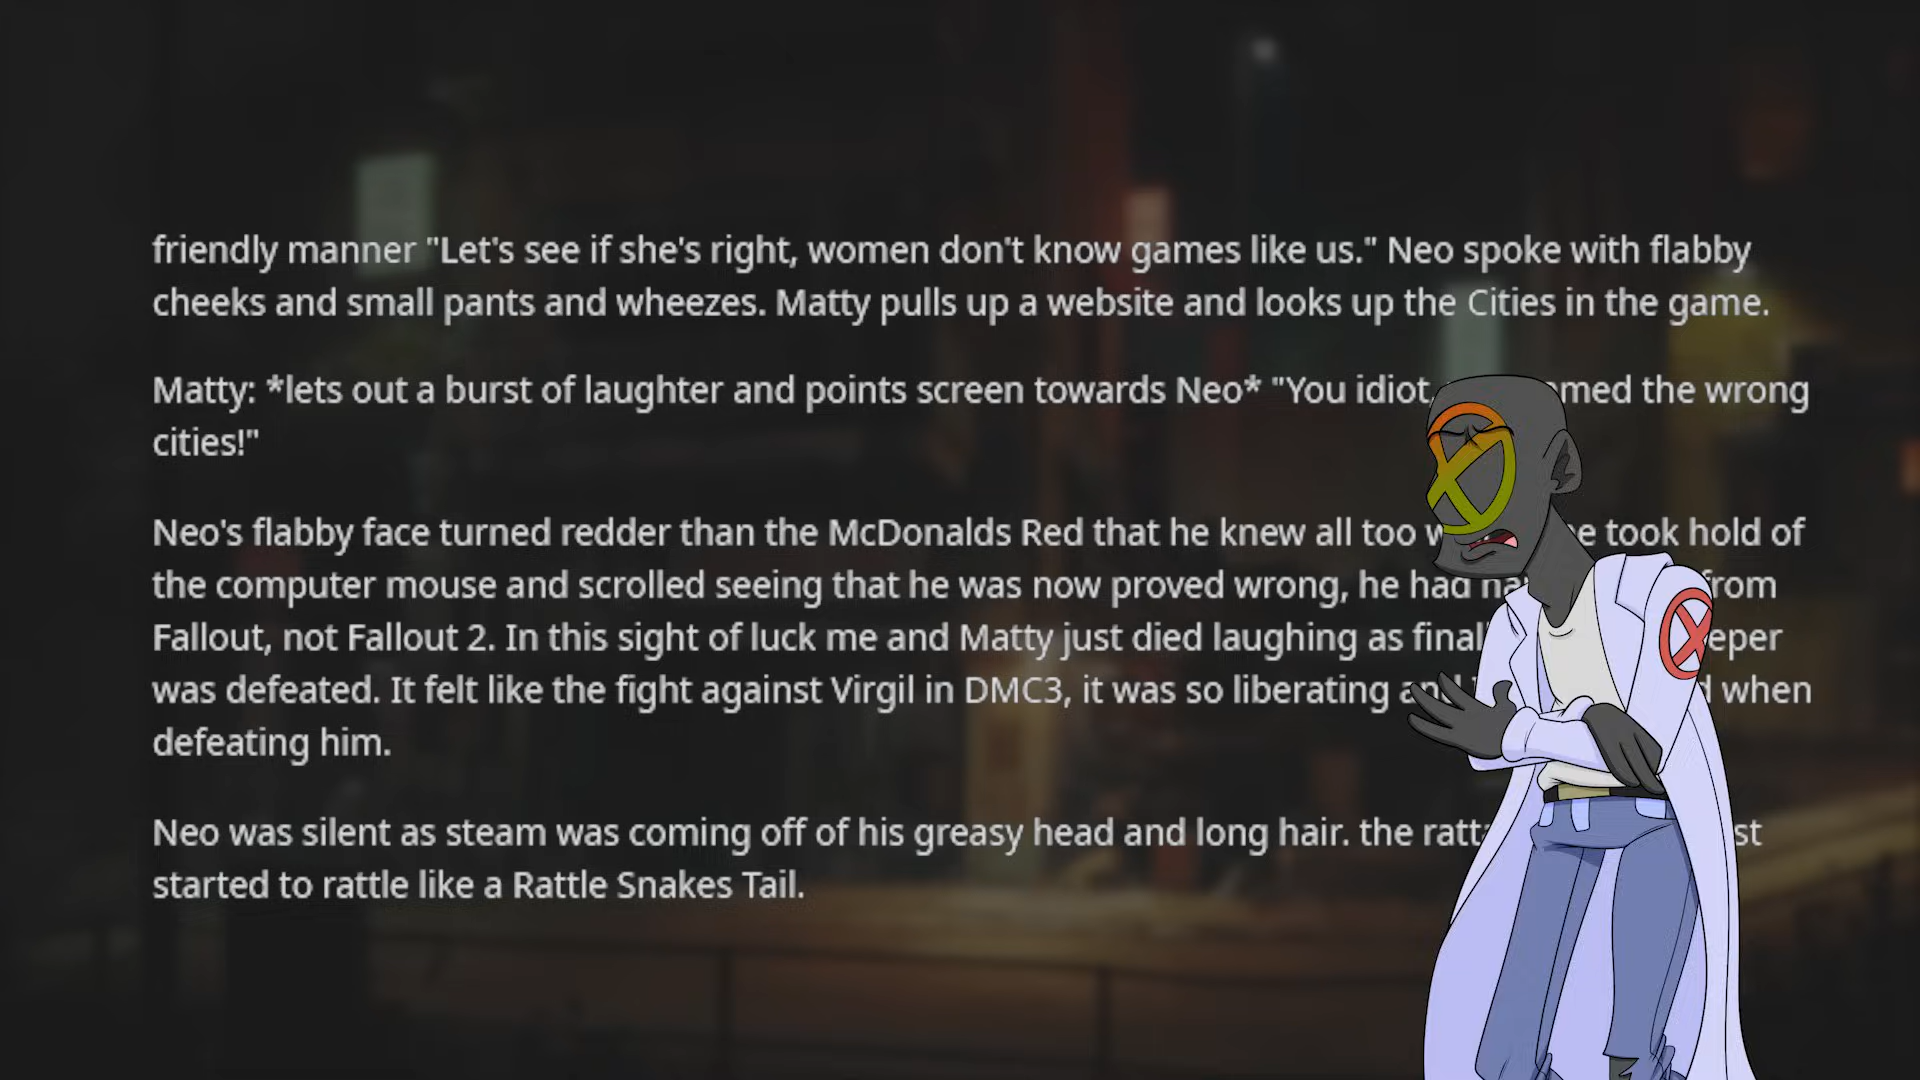 friendly manner "Let's see if she's right, women don't know games like us." Neo spoke with flabby
cheeks and small pants and wheezes. Matty pulls up a website and looks up the Cities in the game.
Matty: *lets out a burst of laughter and points screen towards Neo* "You idiot, the wrong
cities!"
Neo's flabby face turned redder than the McDonalds Red that he knew all too took hold of
the computer mouse and scrolled seeing that he was now proved wrong, he had from
Fallout, not Fallout 2. In this sight of luck me and Matty just died laughing as
was defeated. It felt like the fight against Virgil in DMC3, it was so liberating and when
defeating him.
Neo was silent as steam was coming off of his greasy head and long hair. the
started to rattle like a Rattle Snakes Tail.